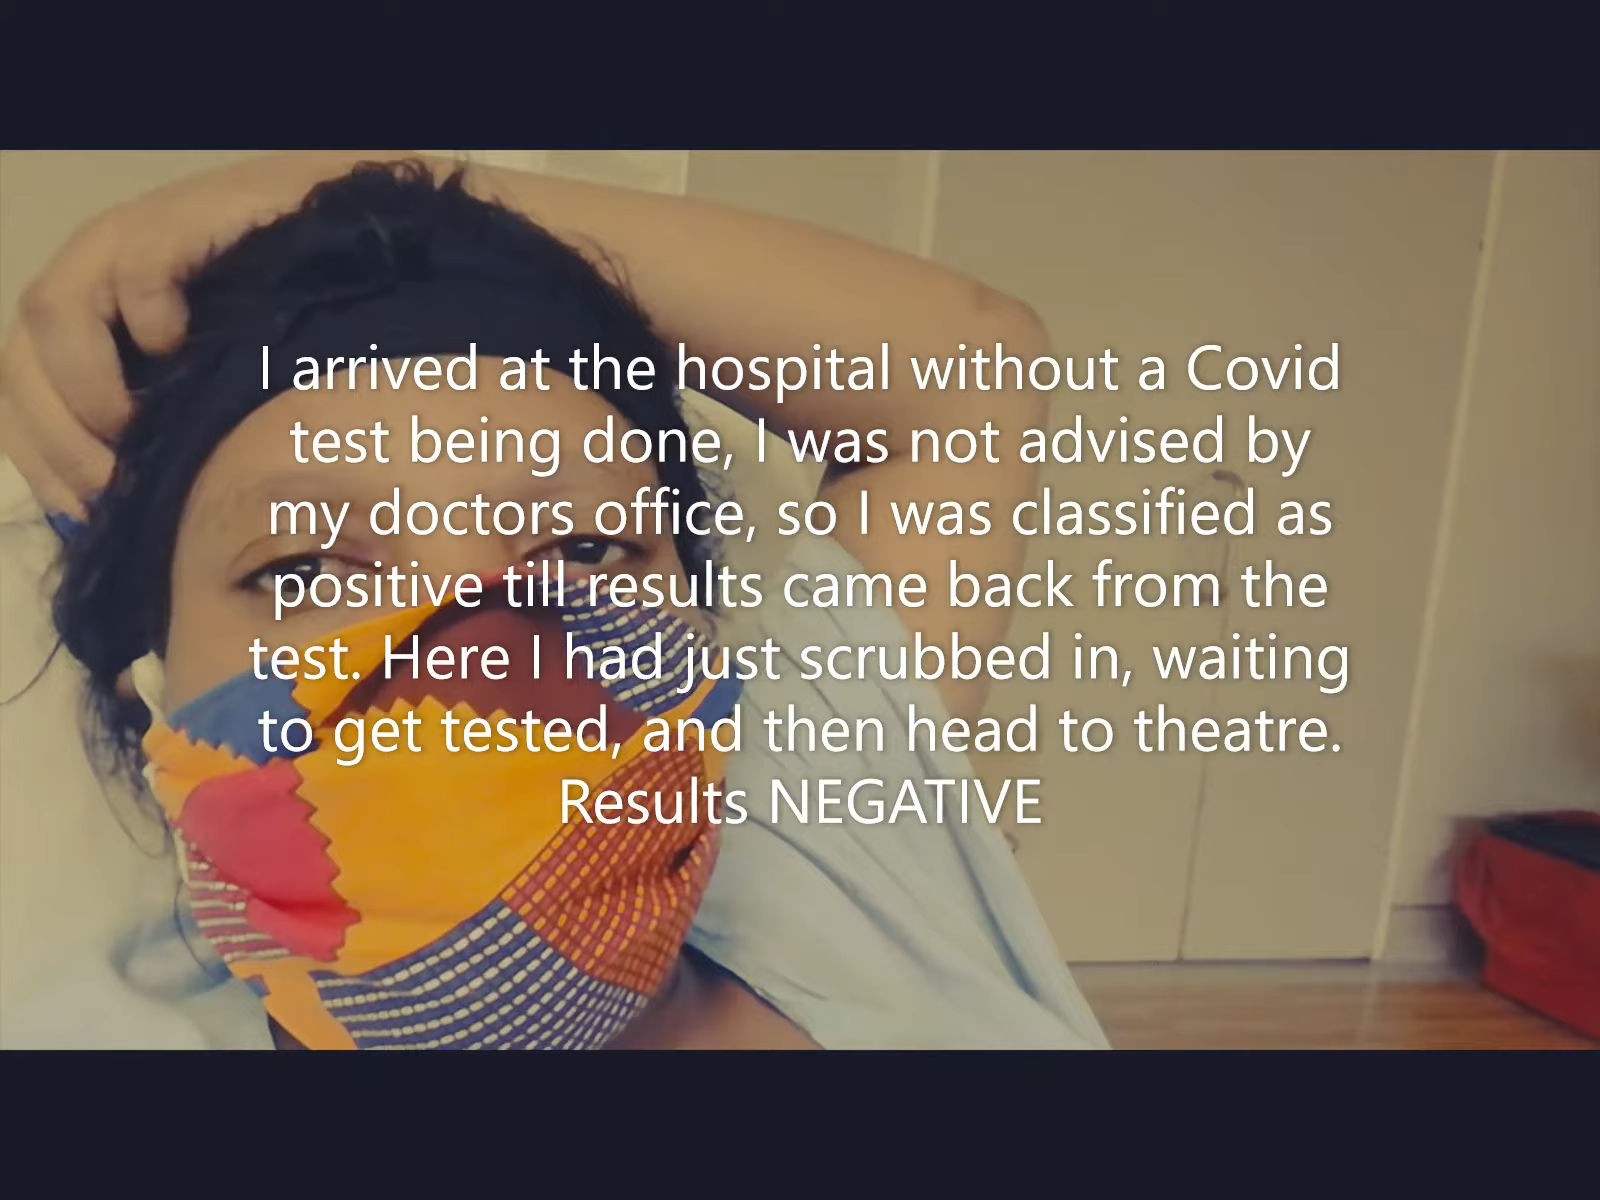 I arrived at the hospital without a Covid
test being done, I was not advised by
my doctors office, so I was classified as
positive till results came back from the
test. Here I had just scrubbed in, waiting
to get tested, and then head to theatre.
Results NEGATIVE